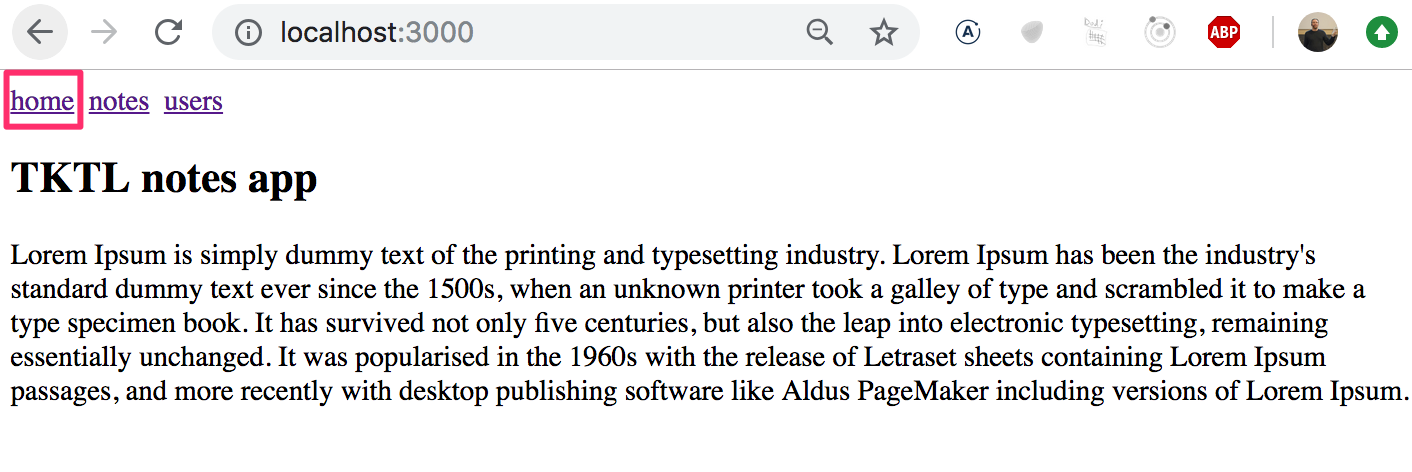 localhost:3000
ABP
home notes users
TKTL notes app
Lorem Ipsum is simply dummy text of the printing and typesetting industry. Lorem Ipsum has been the industry's
standard dummy text ever since the 1500s, when an unknown printer took a galley of type and scrambled it to make a
type specimen book. It has survived not only five centuries, but also the leap into electronic typesetting, remaining
essentially unchanged. It was popularised in the 1960s with the release of Letraset sheets containing Lorem Ipsum
passages, and more recently with desktop publishing software like Aldus PageMaker including versions of Lorem Ipsum.